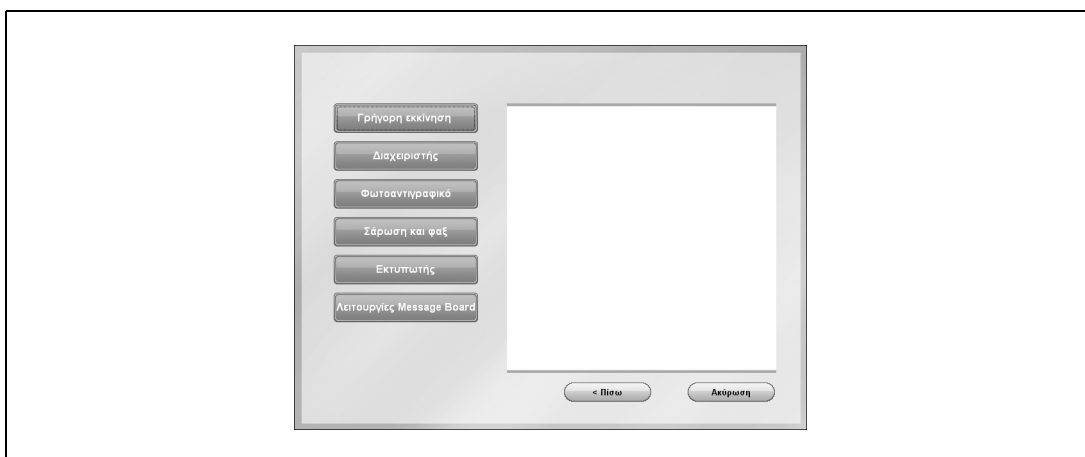 Γρήγορη εκκίνηση
Διαχειριστής
Φωτοαντιγραφικό
Σάρωση και φαξ
Εκτυπωτής
Λειτουργίες Message Board
< Πίσω
Ακύρωση